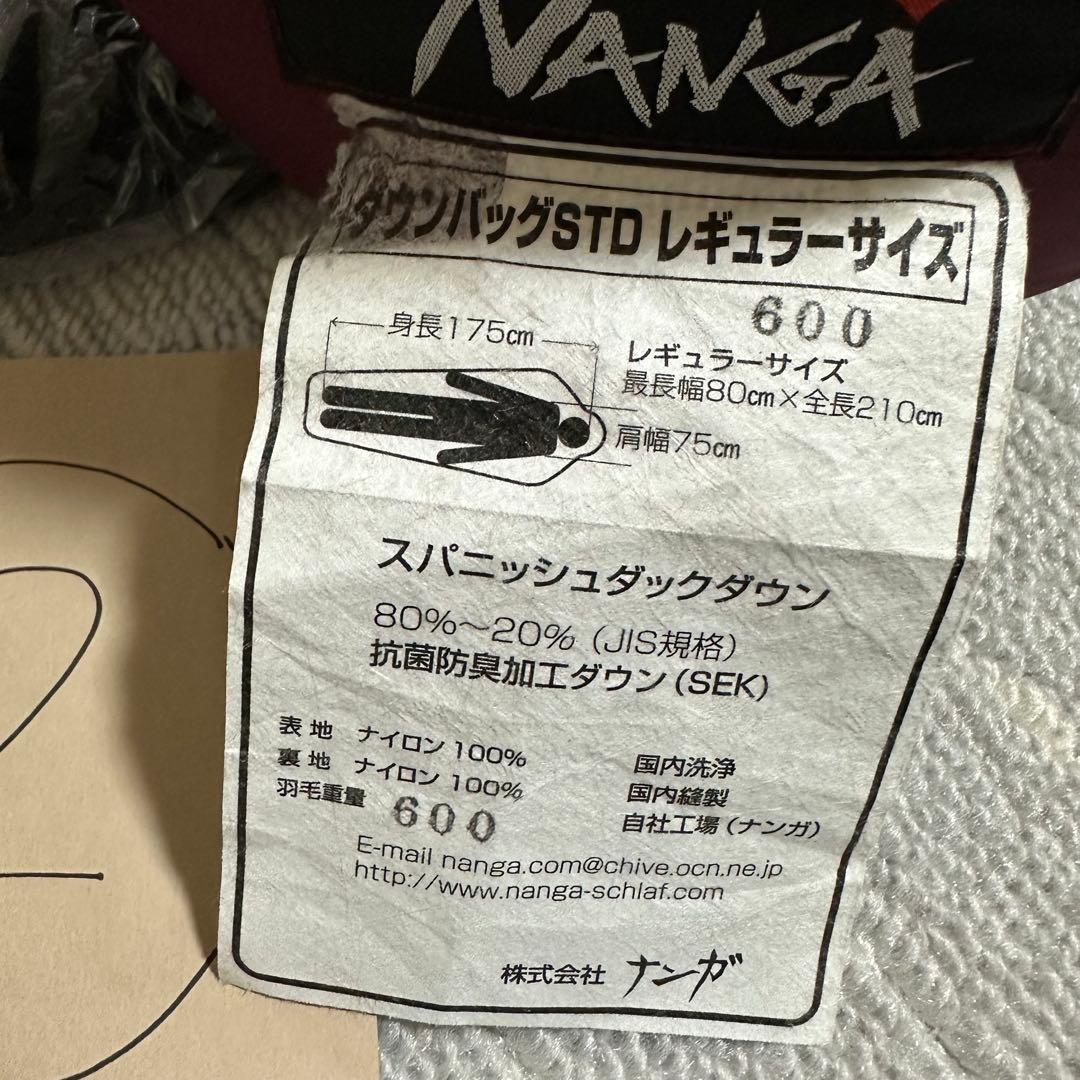 NANGA
ダウンバッグSTD レギュラーサイズ
600
身長175cm
レギュラーサイズ
最長幅80cm×全長210cm
肩幅75cm
スパニッシュダックダウン
80%～20%（JIS規格）
抗菌防臭加工ダウン(SEK)
表地 ナイロン 100%
裏地 ナイロン 100%
羽毛重量 600
国内洗浄
国内縫製
自社工場（ナンガ）
E-mail nanga.com@chive.ocn.ne.jp
http://www.nanga-schlaf.com
株式会社 ナンガ